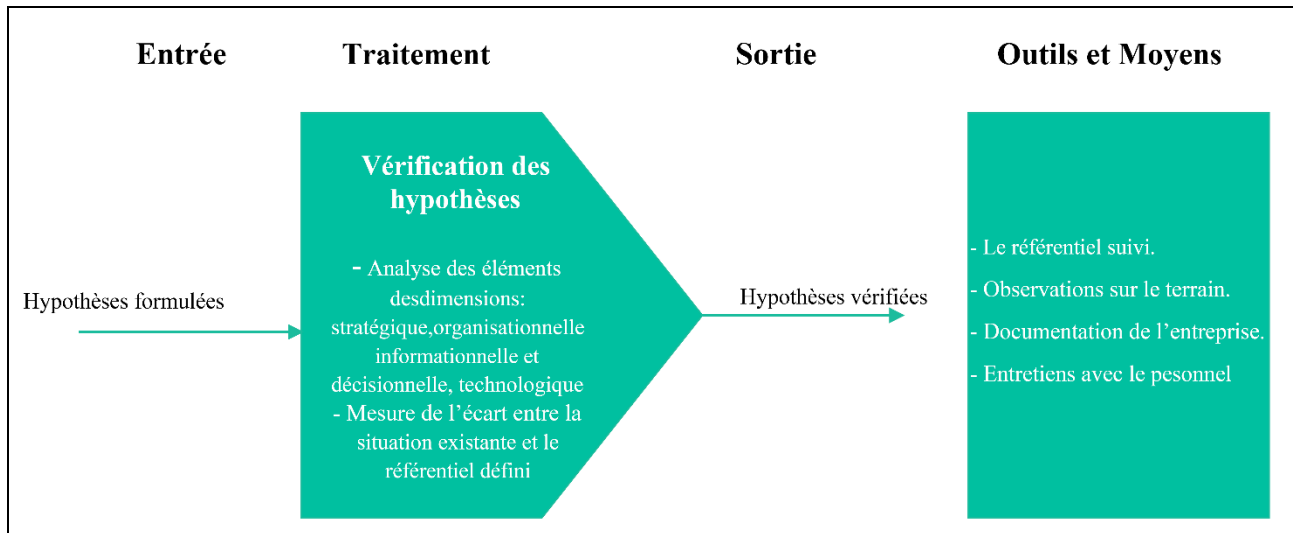 Entrée
Traitement
Sortie
Outils et Moyens
Hypothèses formulées
Vérification des
hypothèses
- Analyse des éléments
desdimensions:
stratégique,organisationnelle
informationnelle et
décisionnelle, technologique
- Mesure de l’écart entre la
situation existante et le
référentiel défini
Hypothèses vérifiées
- Le référentiel suivi.
- Observations sur le terrain.
- Documentation de l’entreprise.
- Entretiens avec le pesonnel